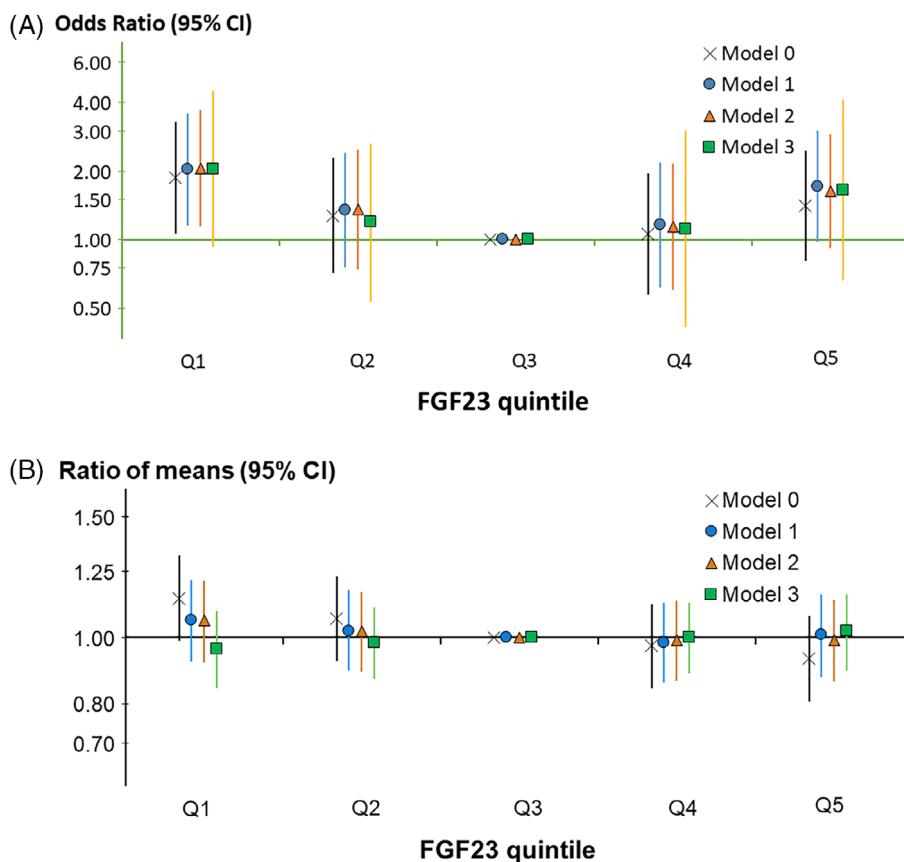 (A) Odds Ratio (95% CI)
6.00
4.00
3.00
2.00
1.50
1.00
0.75
0.50
Model 0
Model 1
Model 2
Model 3
Q1 Q2 Q3 Q4 Q5
FGF23 quintile
(B) Ratio of means (95% CI)
1.50
1.25
1.00
0.80
0.70
Model 0
Model 1
Model 2
Model 3
Q1 Q2 Q3 Q4 Q5
FGF23 quintile